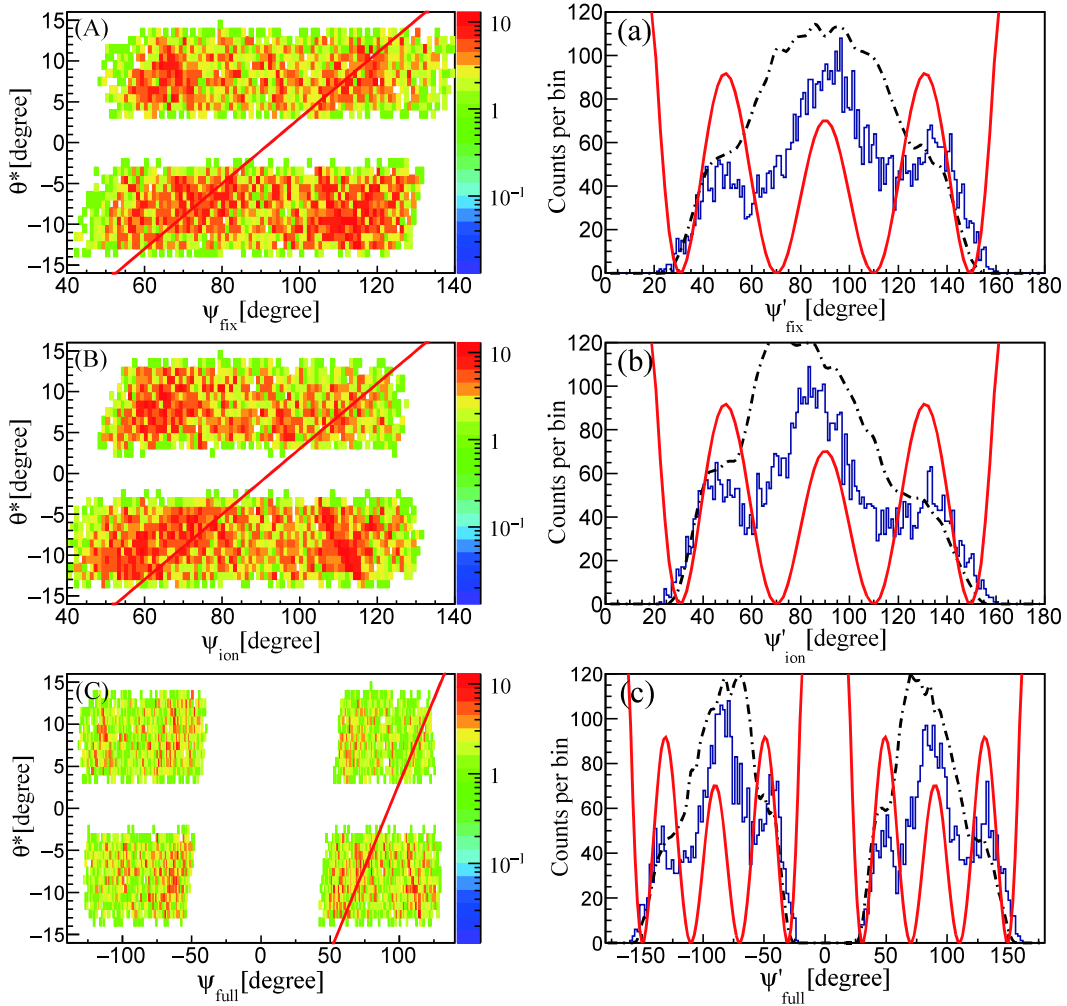 (A)
θ*[degree]
15
10
5
0
−5
−10
−15
40 60 80 100 120 140
ψfix[degree]
10
1
10−1
(a)
Counts per bin
120
100
80
60
40
20
0
0 20 40 60 80 100 120 140 160 180
ψ'fix [degree]
(B)
θ*[degree]
15
10
5
0
−5
−10
−15
40 60 80 100 120 140
ψion[degree]
10
1
10−1
(b)
Counts per bin
120
100
80
60
40
20
0
0 20 40 60 80 100 120 140 160 180
ψ'ion [degree]
(C)
θ*[degree]
15
10
5
0
−5
−10
−15
−100 −50 0 50 100
ψfull [degree]
10
1
10−1
(c)
Counts per bin
120
100
80
60
40
20
0
−150 −100 −50 0 50 100 150
ψ'full [degree]